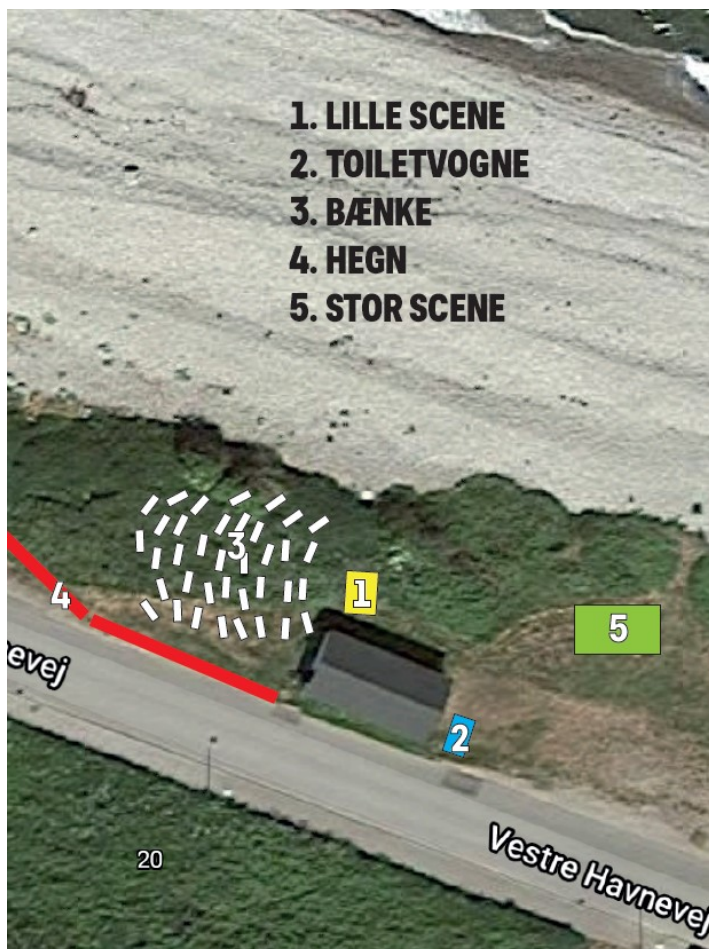 1. LILLE SCENE
2. TOILETVOGNE
3. BÆNKE
4. HEGN
5. STOR SCENE
3
1
4
5
evej
2
Vestre Havnevej
20